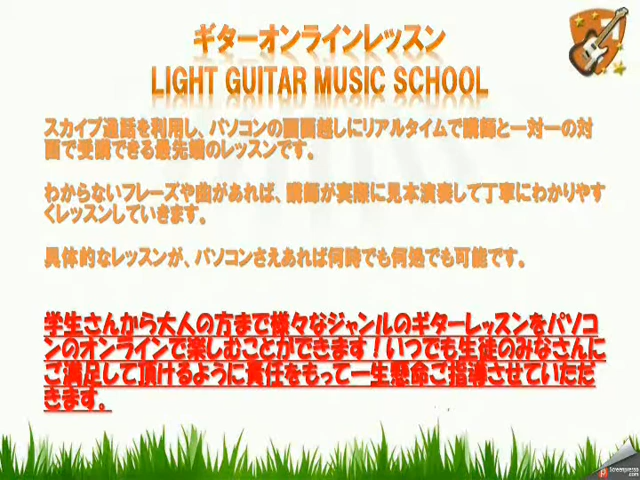 ギターオンラインレッスン
LIGHT GUITAR MUSIC SCHOOL
スカイプ通話を利用し、パソコンの画面越しにリアルタイムで講師と一対一の対
面で受講できる最先端のレッスンです。
わからないフレーズや曲があれば、講師が実際に見本演奏して丁寧にわかりやす
くレッスンしていきます。
具体的なレッスンが、パソコンさえあれば何時でも何処でも可能です。
学生さんから大人の方まで様々なジャンルのギターレッスンをパソコ
ンのオンラインで楽しむことができます！いつでも生徒のみなさんに
ご満足して頂けるように責任をもって一生懸命ご指導させていただ
きます。
Screenpresso